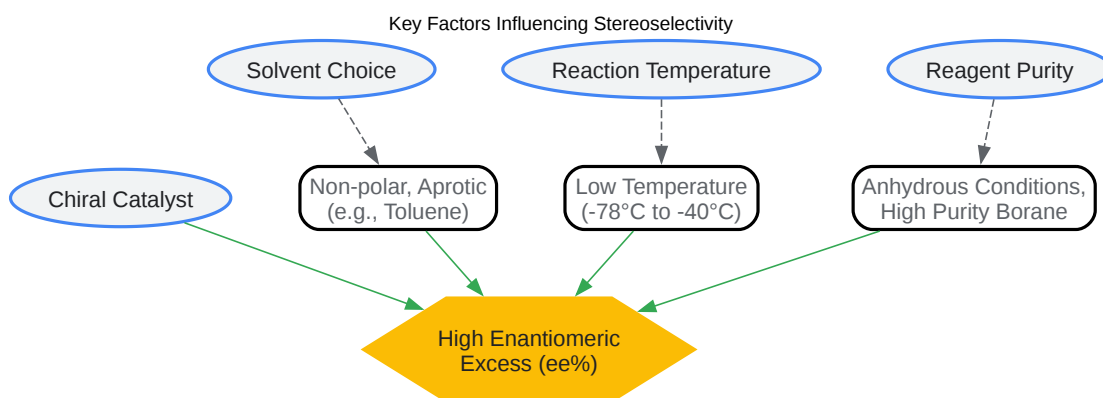 Key Factors Influencing Stereoselectivity
Solvent Choice
Reaction Temperature
Reagent Purity
Chiral Catalyst
Non-polar, Aprotic
(e.g., Toluene)
Low Temperature
(-78°C to -40°C)
Anhydrous Conditions,
High Purity Borane
High Enantiomeric
Excess (ee%)